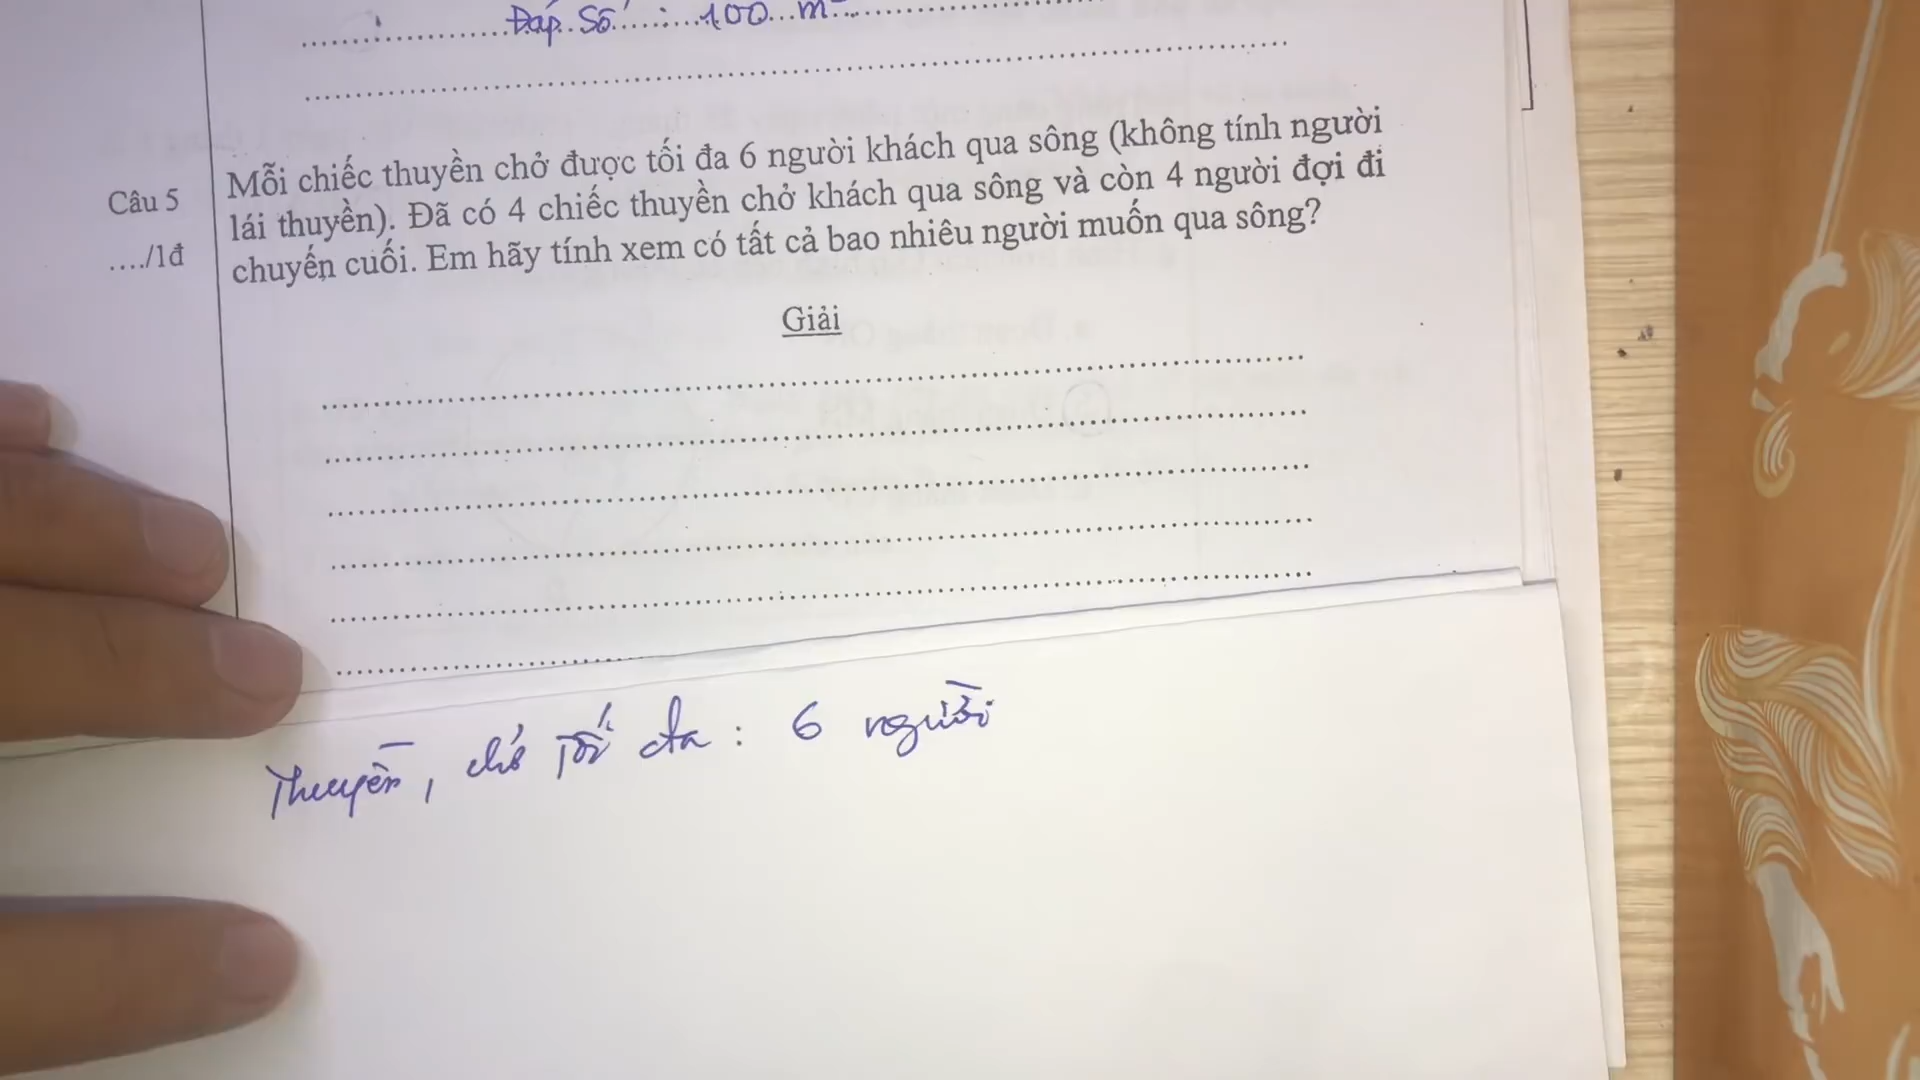 Đáp Số : 100 m
Mỗi chiếc thuyền chở được tối đa 6 người khách qua sông (không tính người
Câu 5
lái thuyền). Đã có 4 chiếc thuyền chở khách qua sông và còn 4 người đợi đi
…./1đ
chuyến cuối. Em hãy tính xem có tất cả bao nhiêu người muốn qua sông?
Giải
Thuyền, chở tối đa : 6 người